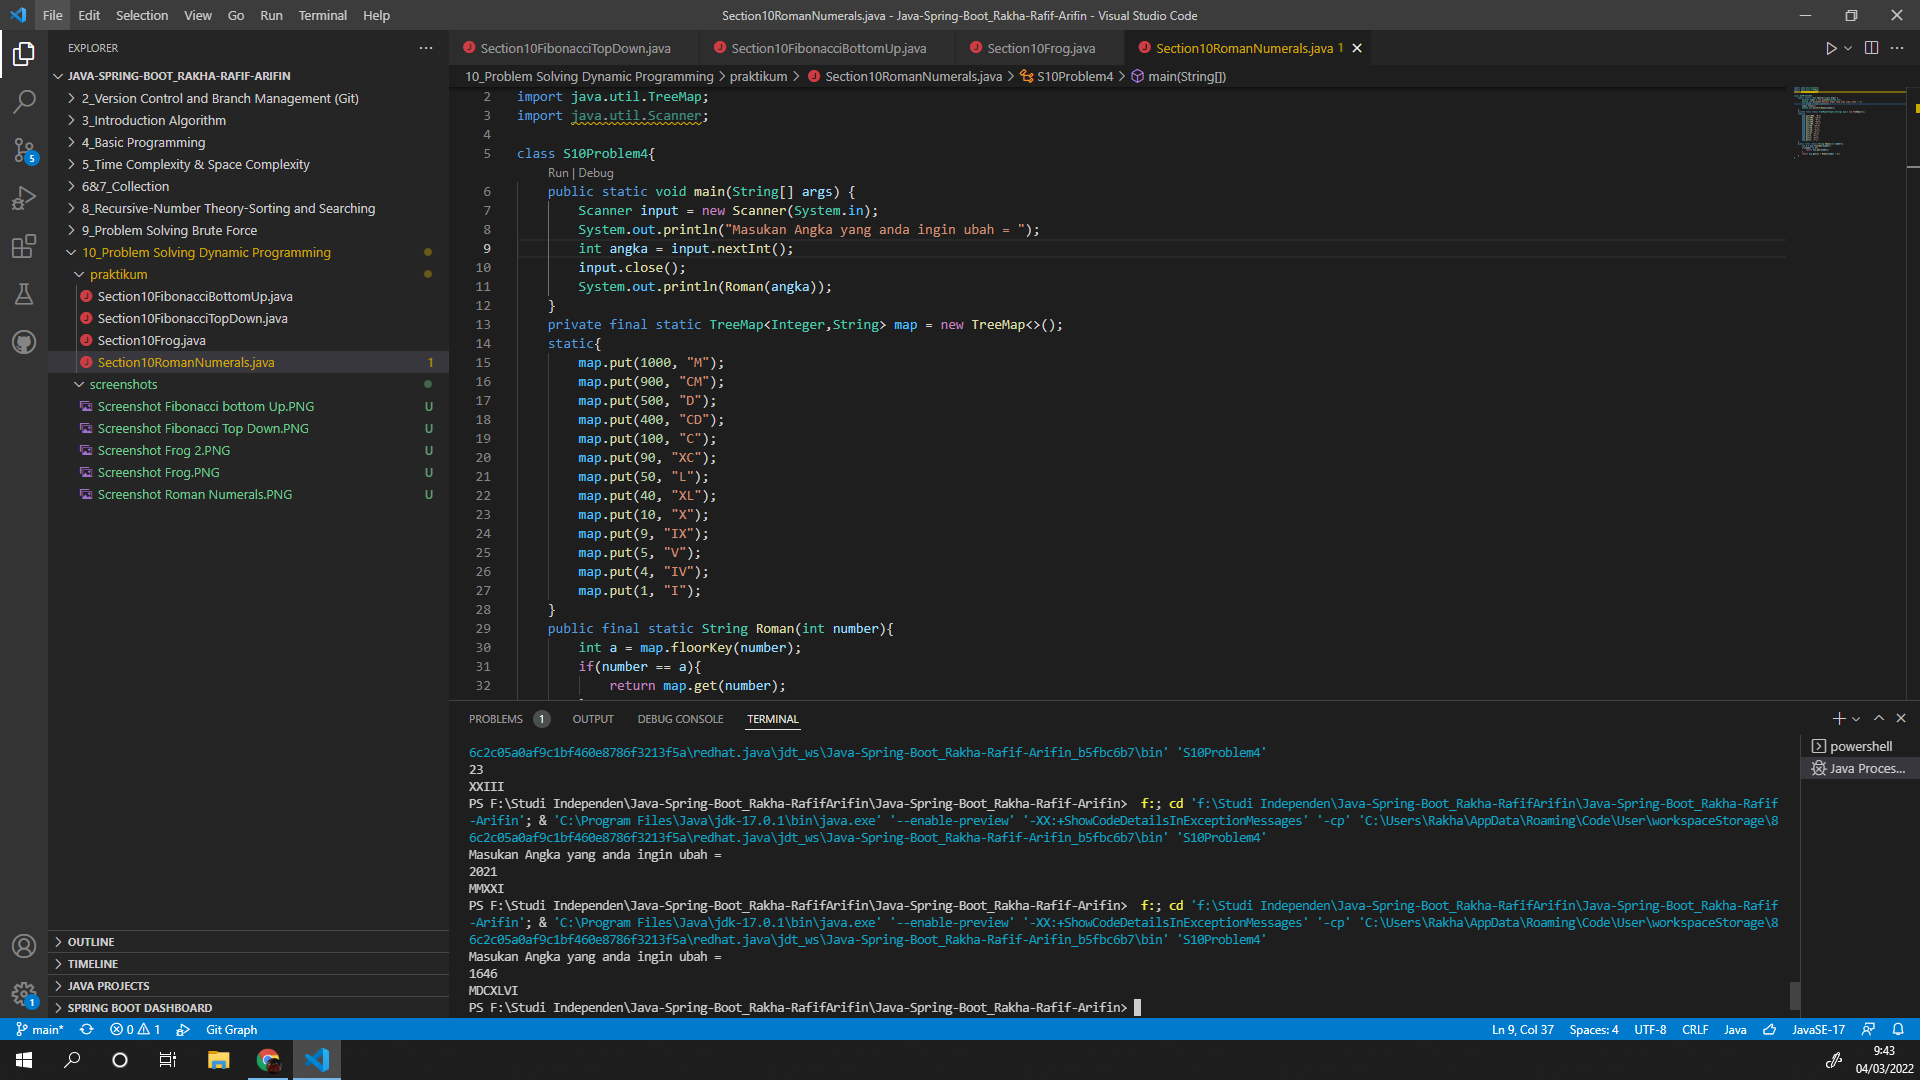 File Edit Selection View Go Run Terminal Help
Section10RomanNumerals.java - Java-Spring-Boot_Rakha-Rafif-Arifin - Visual Studio Code
EXPLORER
JAVA-SPRING-BOOT_RAKHA-RAFIF-ARIFIN
2_Version Control and Branch Management (Git)
3_Introduction Algorithm
4_Basic Programming
5_Time Complexity & Space Complexity
6&7_Collection
8_Recursive-Number Theory-Sorting and Searching
9_Problem Solving Brute Force
10_Problem Solving Dynamic Programming
praktikum
Section10FibonacciBottomUp.java
Section10FibonacciTopDown.java
Section10Frog.java
Section10RomanNumerals.java 1
screenshots
Screenshot Fibonacci bottom Up.PNG U
Screenshot Fibonacci Top Down.PNG U
Screenshot Frog 2.PNG U
Screenshot Frog.PNG U
Screenshot Roman Numerals.PNG U
OUTLINE
TIMELINE
JAVA PROJECTS
SPRING BOOT DASHBOARD
5
1
Section10FibonacciTopDown.java Section10FibonacciBottomUp.java Section10Frog.java Section10RomanNumerals.java 1
10_Problem Solving Dynamic Programming > praktikum > Section10RomanNumerals.java > S10Problem4 > main(String[])
2 import java.util.TreeMap;
3 import java.util.Scanner;
4
5 class S10Problem4{
Run | Debug
6 public static void main(String[] args) {
7 Scanner input = new Scanner(System.in);
8 System.out.println("Masukan Angka yang anda ingin ubah = ");
9 int angka = input.nextInt();
10 input.close();
11 System.out.println(Roman(angka));
12 }
13 private final static TreeMap<Integer,String> map = new TreeMap<>();
14 static{
15 map.put(1000, "M");
16 map.put(900, "CM");
17 map.put(500, "D");
18 map.put(400, "CD");
19 map.put(100, "C");
20 map.put(90, "XC");
21 map.put(50, "L");
22 map.put(40, "XL");
23 map.put(10, "X");
24 map.put(9, "IX");
25 map.put(5, "V");
26 map.put(4, "IV");
27 map.put(1, "I");
28 }
29 public final static String Roman(int number){
30 int a = map.floorKey(number);
31 if(number == a){
32 return map.get(number);
PROBLEMS 1 OUTPUT DEBUG CONSOLE TERMINAL
6c2c05a0af9c1bf460e8786f3213f5a\redhat.java\jdt_ws\Java-Spring-Boot_Rakha-Rafif-Arifin_b5fbc6b7\bin' 'S10Problem4'
23
XXIII
PS F:\Studi Independen\Java-Spring-Boot_Rakha-RafifArifin\Java-Spring-Boot_Rakha-Rafif-Arifin> f:; cd 'f:\Studi Independen\Java-Spring-Boot_Rakha-RafifArifin\Java-Spring-Boot_Rakha-Rafif
-Arifin'; & 'C:\Program Files\Java\jdk-17.0.1\bin\java.exe' '--enable-preview' '-XX:+ShowCodeDetailsInExceptionMessages' '-cp' 'C:\Users\Rakha\AppData\Roaming\Code\User\workspaceStorage\8
6c2c05a0af9c1bf460e8786f3213f5a\redhat.java\jdt_ws\Java-Spring-Boot_Rakha-Rafif-Arifin_b5fbc6b7\bin' 'S10Problem4'
Masukan Angka yang anda ingin ubah =
2021
MMXXI
PS F:\Studi Independen\Java-Spring-Boot_Rakha-RafifArifin\Java-Spring-Boot_Rakha-Rafif-Arifin> f:; cd 'f:\Studi Independen\Java-Spring-Boot_Rakha-RafifArifin\Java-Spring-Boot_Rakha-Rafif
-Arifin'; & 'C:\Program Files\Java\jdk-17.0.1\bin\java.exe' '--enable-preview' '-XX:+ShowCodeDetailsInExceptionMessages' '-cp' 'C:\Users\Rakha\AppData\Roaming\Code\User\workspaceStorage\8
6c2c05a0af9c1bf460e8786f3213f5a\redhat.java\jdt_ws\Java-Spring-Boot_Rakha-Rafif-Arifin_b5fbc6b7\bin' 'S10Problem4'
Masukan Angka yang anda ingin ubah =
1646
MDCXLVI
PS F:\Studi Independen\Java-Spring-Boot_Rakha-RafifArifin\Java-Spring-Boot_Rakha-Rafif-Arifin>
powershell
Java Proces...
main* 0 1 Git Graph
Ln 9, Col 37 Spaces: 4 UTF-8 CRLF Java JavaSE-17
9:43
04/03/2022